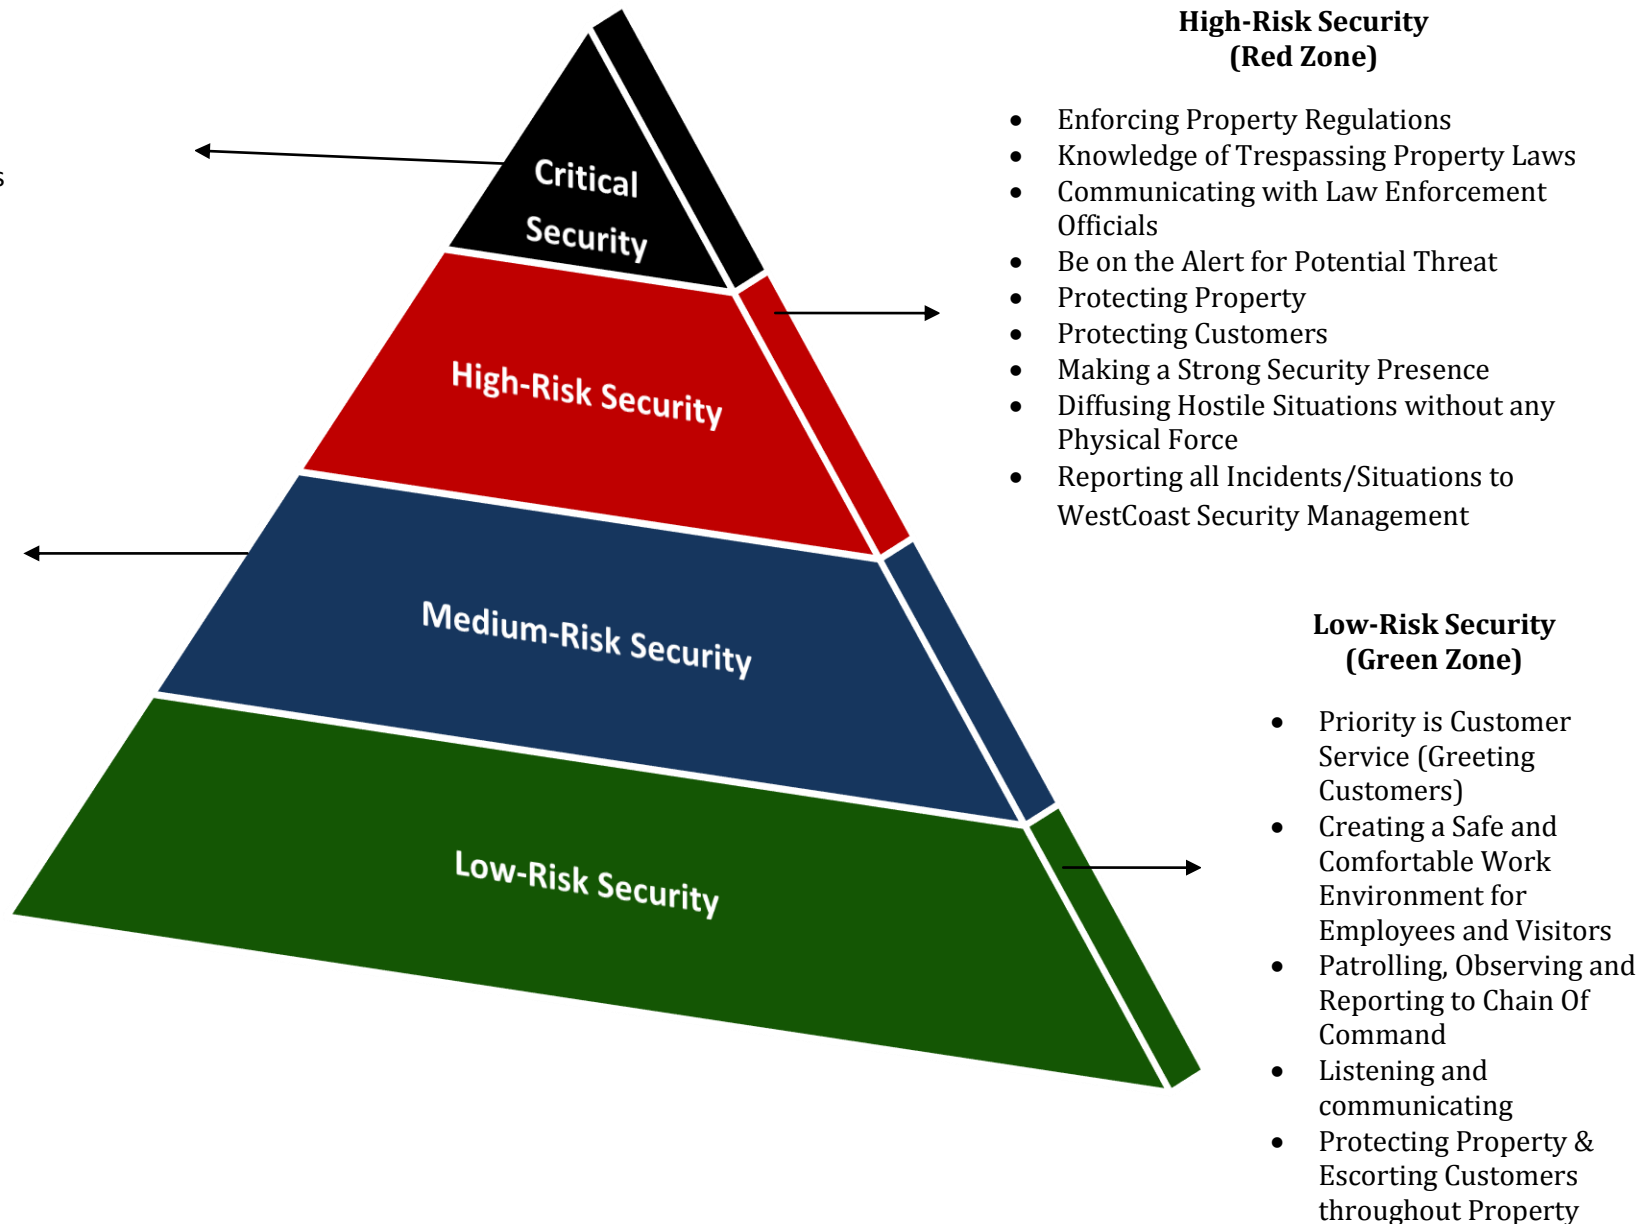 s
Critical
Security
High-Risk Security
Medium-Risk Security
Low-Risk Security
High-Risk Security
(Red Zone)
• Enforcing Property Regulations
• Knowledge of Trespassing Property Laws
• Communicating with Law Enforcement
Officials
• Be on the Alert for Potential Threat
• Protecting Property
• Protecting Customers
• Making a Strong Security Presence
• Diffusing Hostile Situations without any
Physical Force
• Reporting all Incidents/Situations to
WestCoast Security Management
Low-Risk Security
(Green Zone)
• Priority is Customer
Service (Greeting
Customers)
• Creating a Safe and
Comfortable Work
Environment for
Employees and Visitors
• Patrolling, Observing and
Reporting to Chain Of
Command
• Listening and
communicating
• Protecting Property &
Escorting Customers
throughout Property